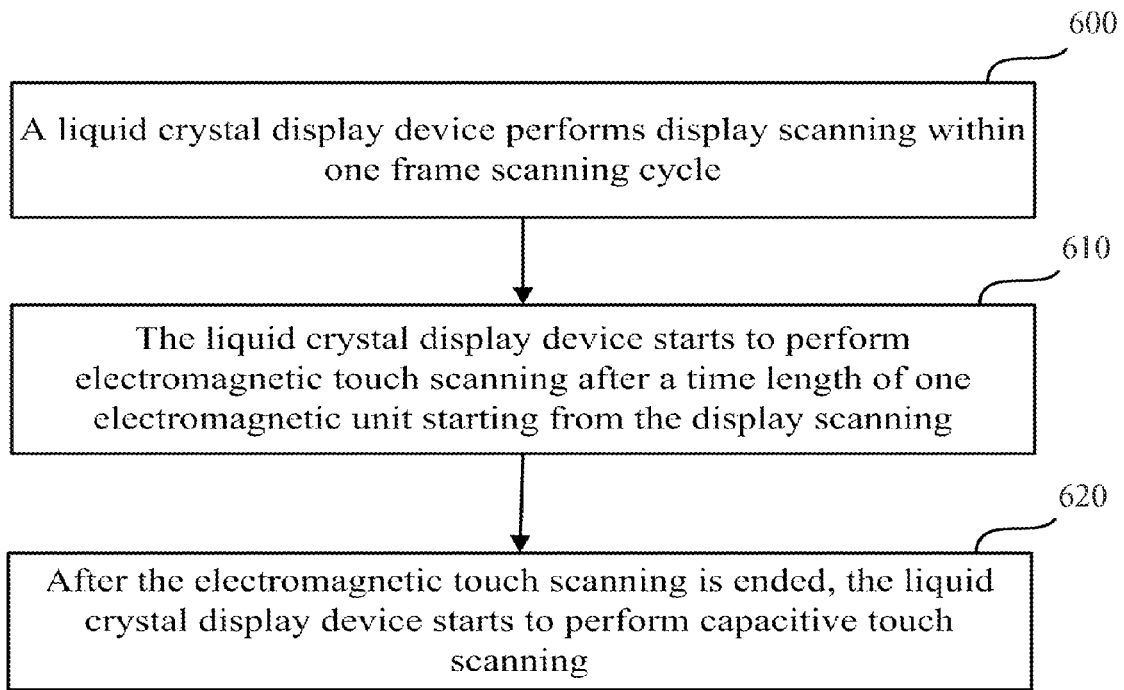 600
A liquid crystal display device performs display scanning within
one frame scanning cycle
610
The liquid crystal display device starts to perform
electromagnetic touch scanning after a time length of one
electromagnetic unit starting from the display scanning
620
After the electromagnetic touch scanning is ended, the liquid
crystal display device starts to perform capacitive touch
scanning